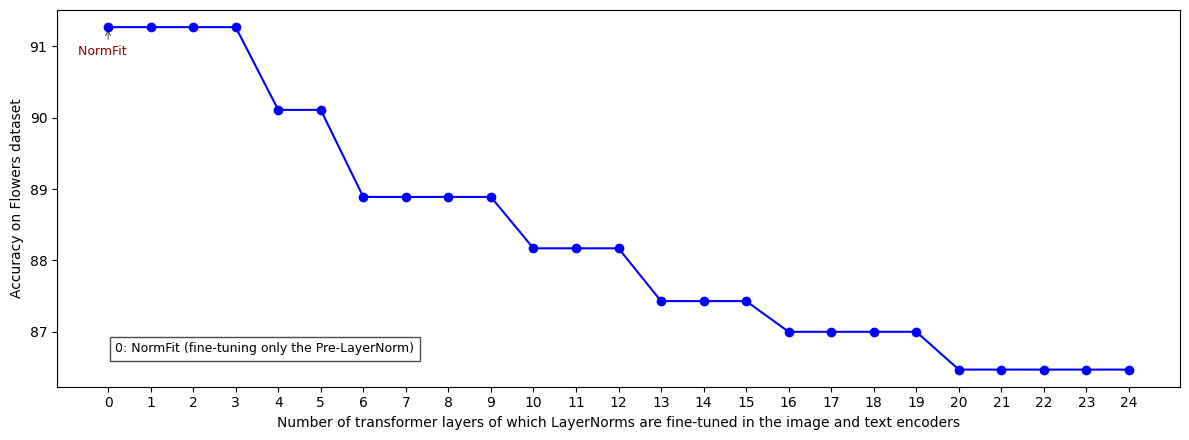 91
90
89
88
87
Accuracy on Flowers dataset
NormFit
0: NormFit (fine-tuning only the Pre-LayerNorm)
0 1 2 3 4 5 6 7 8 9 10 11 12 13 14 15 16 17 18 19 20 21 22 23 24
Number of transformer layers of which LayerNorms are fine-tuned in the image and text encoders